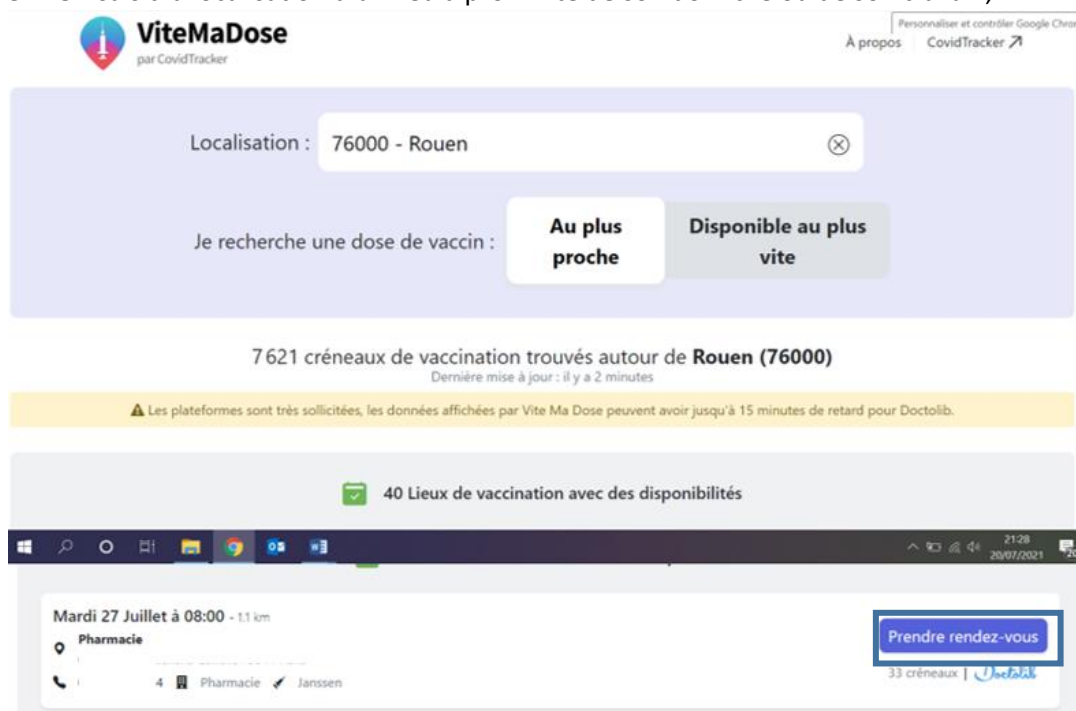 ViteMaDose
par CovidTracker
Personnaliser et contrôler Google Chrom
À propos CovidTracker
Localisation : 76000 - Rouen
Je recherche une dose de vaccin : Au plus proche Disponible au plus vite
7 621 créneaux de vaccination trouvés autour de Rouen (76000)
Dernière mise à jour : il y a 2 minutes
Les plateformes sont très sollicitées, les données affichées par Vite Ma Dose peuvent avoir jusqu'à 15 minutes de retard pour Doctolib.
40 Lieux de vaccination avec des disponibilités
21:28
20/07/2021
Mardi 27 Juillet à 08:00 - 1.1 km
Pharmacie
Prendre rendez-vous
4 Pharmacie Janssen
33 créneaux | Doctolib